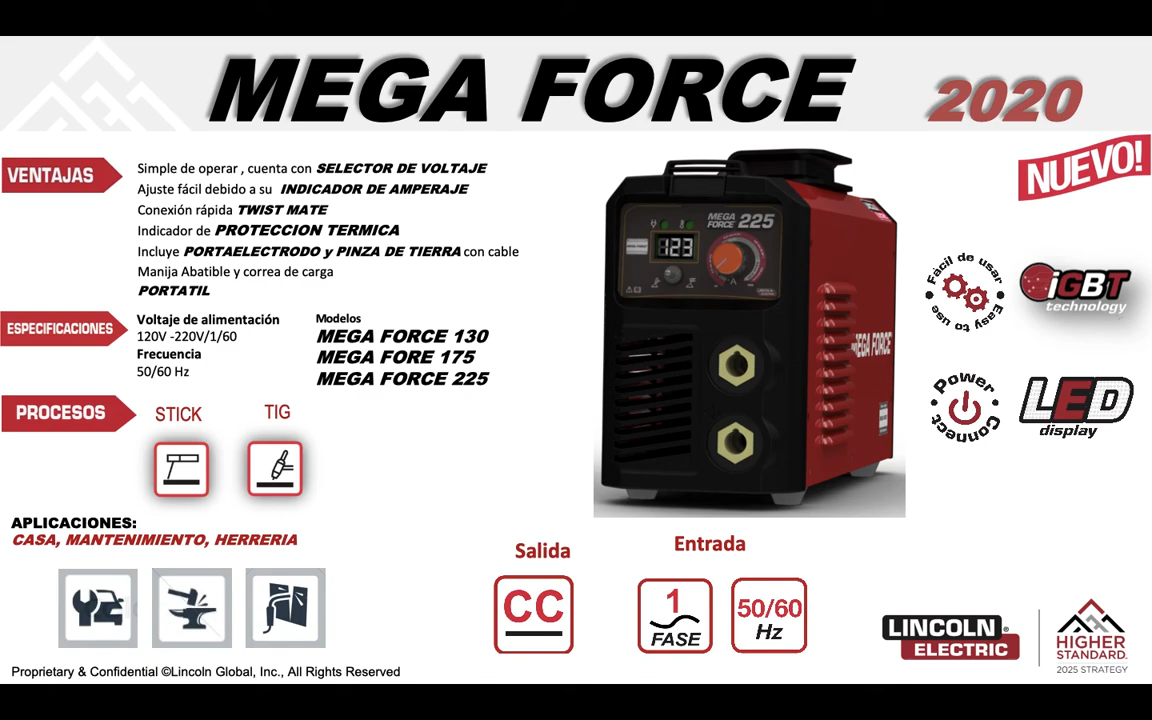 MEGA FORCE 2020
NUEVO!
VENTAJAS
Simple de operar , cuenta con SELECTOR DE VOLTAJE
Ajuste fácil debido a su INDICADOR DE AMPERAJE
Conexión rápida TWIST MATE
Indicador de PROTECCION TERMICA
Incluye PORTAELECTRODO y PINZA DE TIERRA con cable
Manija Abatible y correa de carga
PORTATIL
ESPECIFICACIONES
Voltaje de alimentación
120V -220V/1/60
Frecuencia
50/60 Hz
Modelos
MEGA FORCE 130
MEGA FORE 175
MEGA FORCE 225
PROCESOS
STICK
TIG
APLICACIONES:
CASA, MANTENIMIENTO, HERRERIA
MEGA
FORCE 225
123
A
MEGA FORCE
Fácil de usar
Easy to use
iGBT
technology
Power
Connect
LED
display
Salida
CC
Entrada
1
FASE
50/60
Hz
LINCOLN
ELECTRIC
HIGHER
STANDARD.
2025 STRATEGY
Proprietary & Confidential ©Lincoln Global, Inc., All Rights Reserved